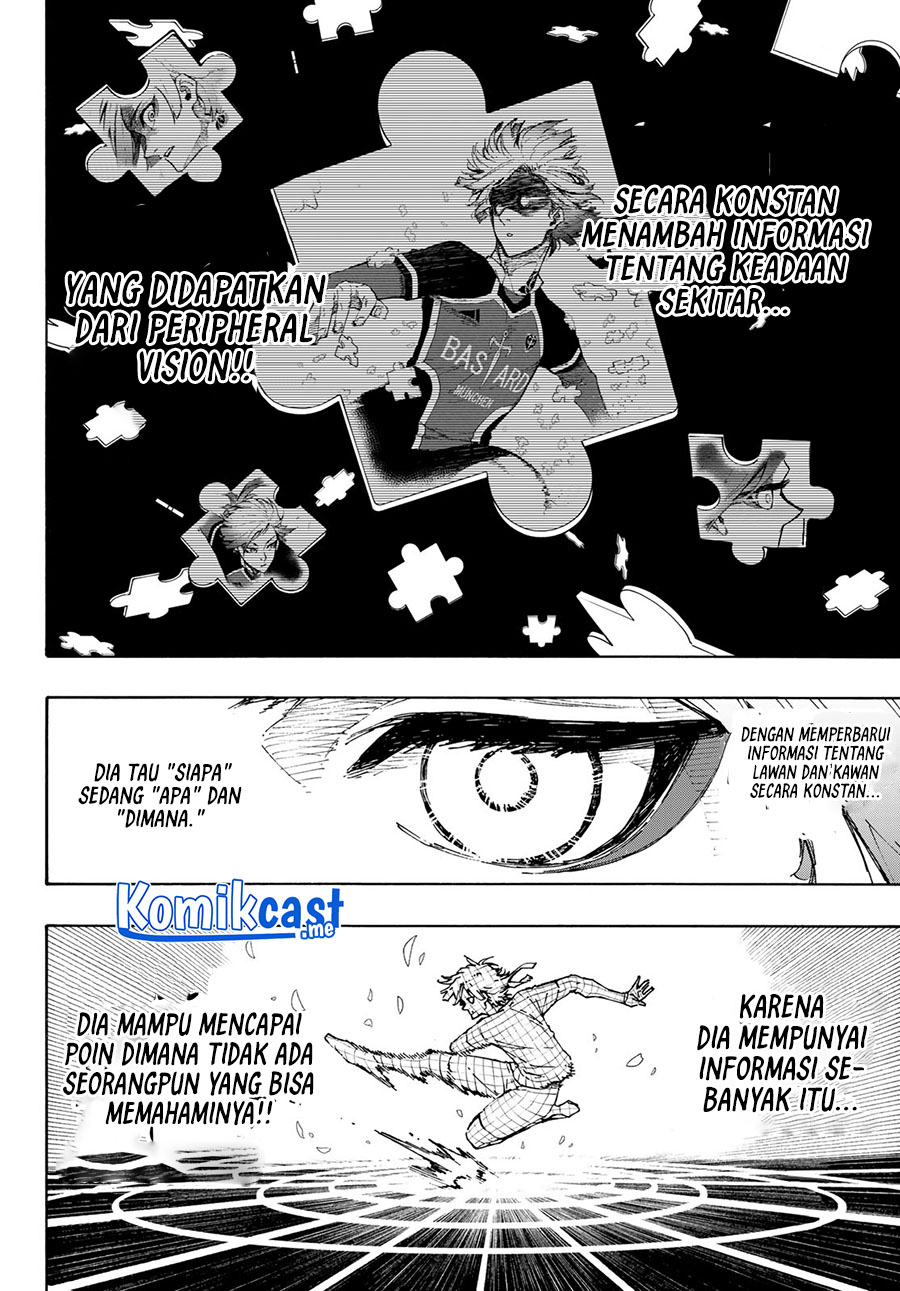 SECARA KONSTAN
MENAMBAH INFORMASI
TENTANG KEADAAN
SEKITAR...
YANG DIDAPATKAN
DARI PERIPHERAL
VISION!!
BASTARD
MÜNCHEN
DENGAN MEMPERBARUI
INFORMASI TENTANG
LAWAN DAN KAWAN
SECARA KONSTAN...
DIA TAU "SIAPA"
SEDANG "APA" DAN
"DIMANA."
Komikcast
.me
KARENA
DIA MEMPUNYAI
INFORMASI SE-
BANYAK ITU...
DIA MAMPU MENCAPAI
POIN DIMANA TIDAK ADA
SEORANGPUN YANG BISA
MEMAHAMINYA!!